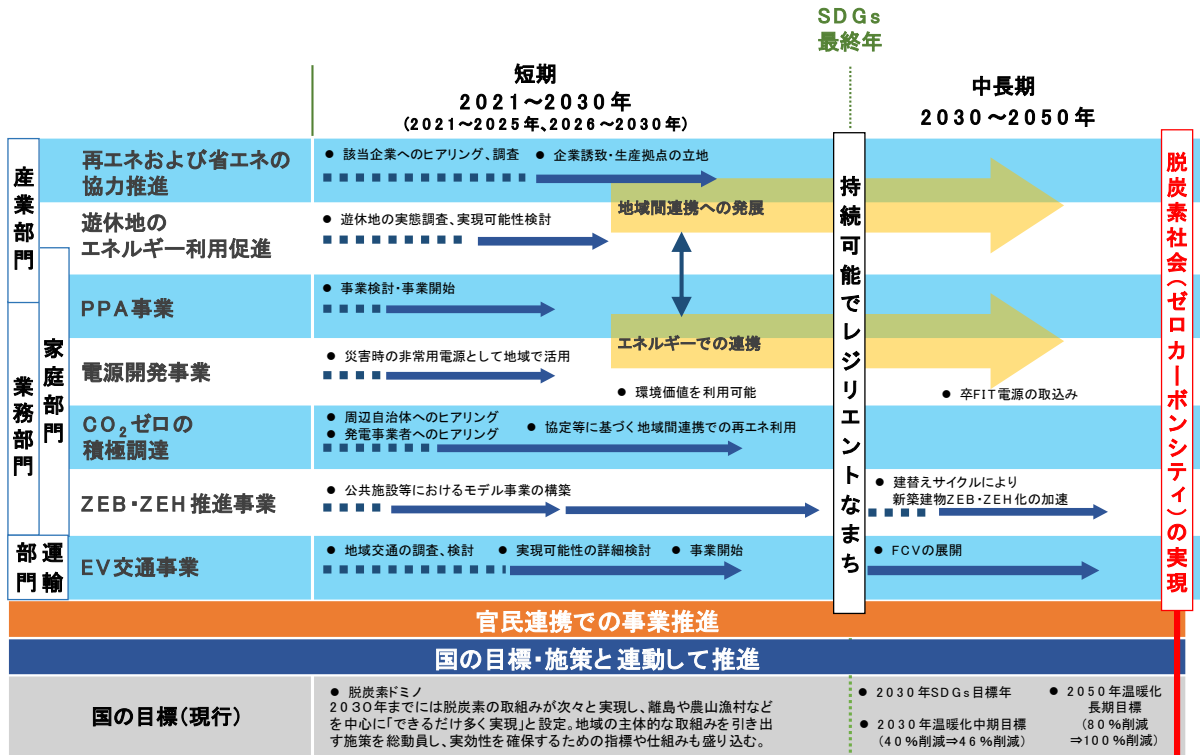 SDGs
最終年
短期
2021～2030年
(2021～2025年、2026～2030年)
中長期
2030～2050年
産業部門
業務部門
家庭部門
運輸部門
再エネおよび省エネの
協力推進
● 該当企業へのヒアリング、調査
● 企業誘致・生産拠点の立地
地域間連携への発展
遊休地の
エネルギー利用促進
● 遊休地の実態調査、実現可能性検討
PPA事業
● 事業検討・事業開始
エネルギーでの連携
電源開発事業
● 災害時の非常用電源として地域で活用
● 環境価値を利用可能
● 卒FIT電源の取込み
CO₂ゼロの
積極調達
● 周辺自治体へのヒアリング
● 発電事業者へのヒアリング
● 協定等に基づく地域間連携での再エネ利用
ZEB・ZEH推進事業
● 公共施設等におけるモデル事業の構築
● 建替えサイクルにより
新築建物ZEB・ZEH化の加速
EV交通事業
● 地域交通の調査、検討
● 実現可能性の詳細検討
● 事業開始
● FCVの展開
持続可能でレジリエントなまち
脱炭素社会(ゼロカーボンシティ)の実現
官民連携での事業推進
国の目標・施策と連動して推進
国の目標(現行)
● 脱炭素ドミノ
2030年までには脱炭素の取組みが次々と実現し、離島や農山漁村など
を中心に「できるだけ多く実現」と設定。地域の主体的な取組みを引き出
す施策を総動員し、実効性を確保するための指標や仕組みも盛り込む。
● 2030年SDGs目標年
● 2030年温暖化中期目標
(40%削減⇒46%削減)
● 2050年温暖化
長期目標
(80%削減
⇒100%削減)